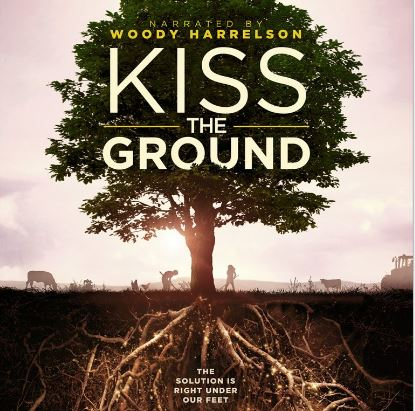 NARRATED BY
WOODY HARRELSON
KISS
THE
GROUND
THE
SOLUTION IS
RIGHT UNDER
OUR FEET